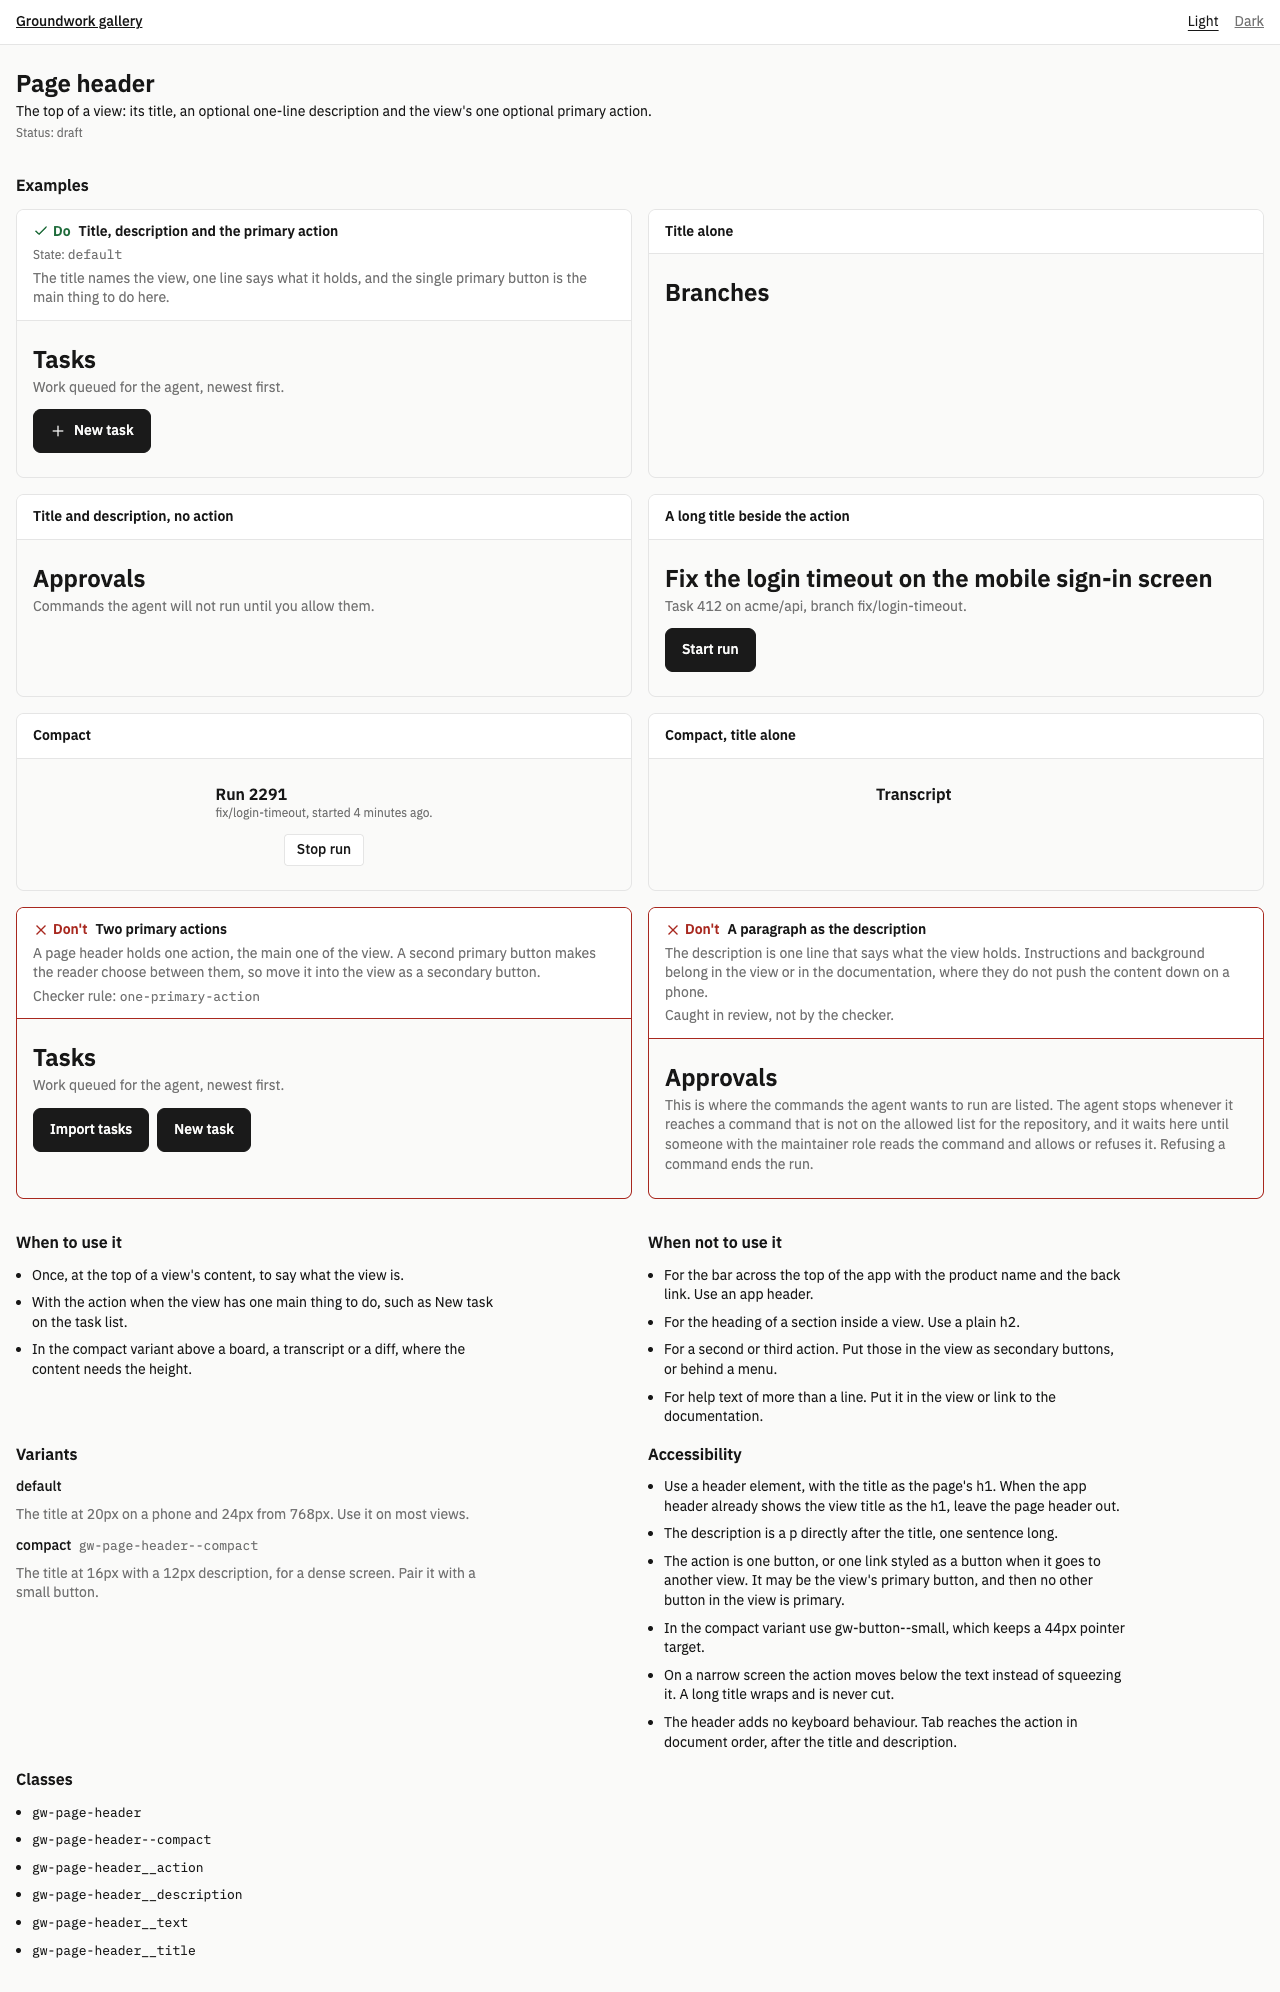 Groundwork gallery
Light
Dark
Page header
The top of a view: its title, an optional one-line description and the view's one optional primary action.
Status: draft
Examples
Do Title, description and the primary action
State: default
The title names the view, one line says what it holds, and the single primary button is the
main thing to do here.
Tasks
Work queued for the agent, newest first.
New task
Title alone
Branches
Title and description, no action
Approvals
Commands the agent will not run until you allow them.
A long title beside the action
Fix the login timeout on the mobile sign-in screen
Task 412 on acme/api, branch fix/login-timeout.
Start run
Compact
Run 2291
fix/login-timeout, started 4 minutes ago.
Stop run
Compact, title alone
Transcript
Don't Two primary actions
A page header holds one action, the main one of the view. A second primary button makes
the reader choose between them, so move it into the view as a secondary button.
Checker rule: one-primary-action
Tasks
Work queued for the agent, newest first.
Import tasks
New task
Don't A paragraph as the description
The description is one line that says what the view holds. Instructions and background
belong in the view or in the documentation, where they do not push the content down on a
phone.
Caught in review, not by the checker.
Approvals
This is where the commands the agent wants to run are listed. The agent stops whenever it
reaches a command that is not on the allowed list for the repository, and it waits here until
someone with the maintainer role reads the command and allows or refuses it. Refusing a
command ends the run.
When to use it
Once, at the top of a view's content, to say what the view is.
With the action when the view has one main thing to do, such as New task
on the task list.
In the compact variant above a board, a transcript or a diff, where the
content needs the height.
When not to use it
For the bar across the top of the app with the product name and the back
link. Use an app header.
For the heading of a section inside a view. Use a plain h2.
For a second or third action. Put those in the view as secondary buttons,
or behind a menu.
For help text of more than a line. Put it in the view or link to the
documentation.
Variants
default
The title at 20px on a phone and 24px from 768px. Use it on most views.
compact gw-page-header--compact
The title at 16px with a 12px description, for a dense screen. Pair it with a
small button.
Accessibility
Use a header element, with the title as the page's h1. When the app
header already shows the view title as the h1, leave the page header out.
The description is a p directly after the title, one sentence long.
The action is one button, or one link styled as a button when it goes to
another view. It may be the view's primary button, and then no other
button in the view is primary.
In the compact variant use gw-button--small, which keeps a 44px pointer
target.
On a narrow screen the action moves below the text instead of squeezing
it. A long title wraps and is never cut.
The header adds no keyboard behaviour. Tab reaches the action in
document order, after the title and description.
Classes
gw-page-header
gw-page-header--compact
gw-page-header__action
gw-page-header__description
gw-page-header__text
gw-page-header__title